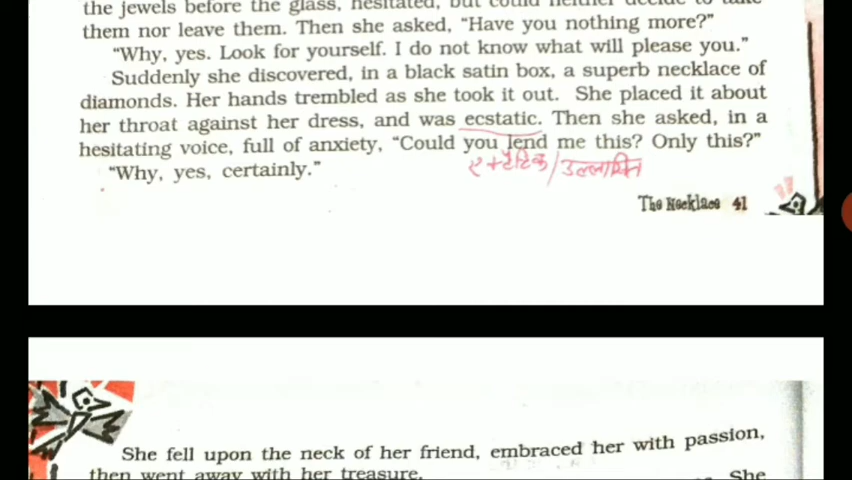 the jewels before the glass, hesitated, but could neither decide to take
them nor leave them. Then she asked, "Have you nothing more?"
"Why, yes. Look for yourself. I do not know what will please you."
Suddenly she discovered, in a black satin box, a superb necklace of
diamonds. Her hands trembled as she took it out. She placed it about
her throat against her dress, and was ecstatic. Then she asked, in a
hesitating voice, full of anxiety, "Could you lend me this? Only this?"
"Why, yes, certainly."
The Necklace 41
She fell upon the neck of her friend, embraced her with passion,
then went away with her treasure.
She